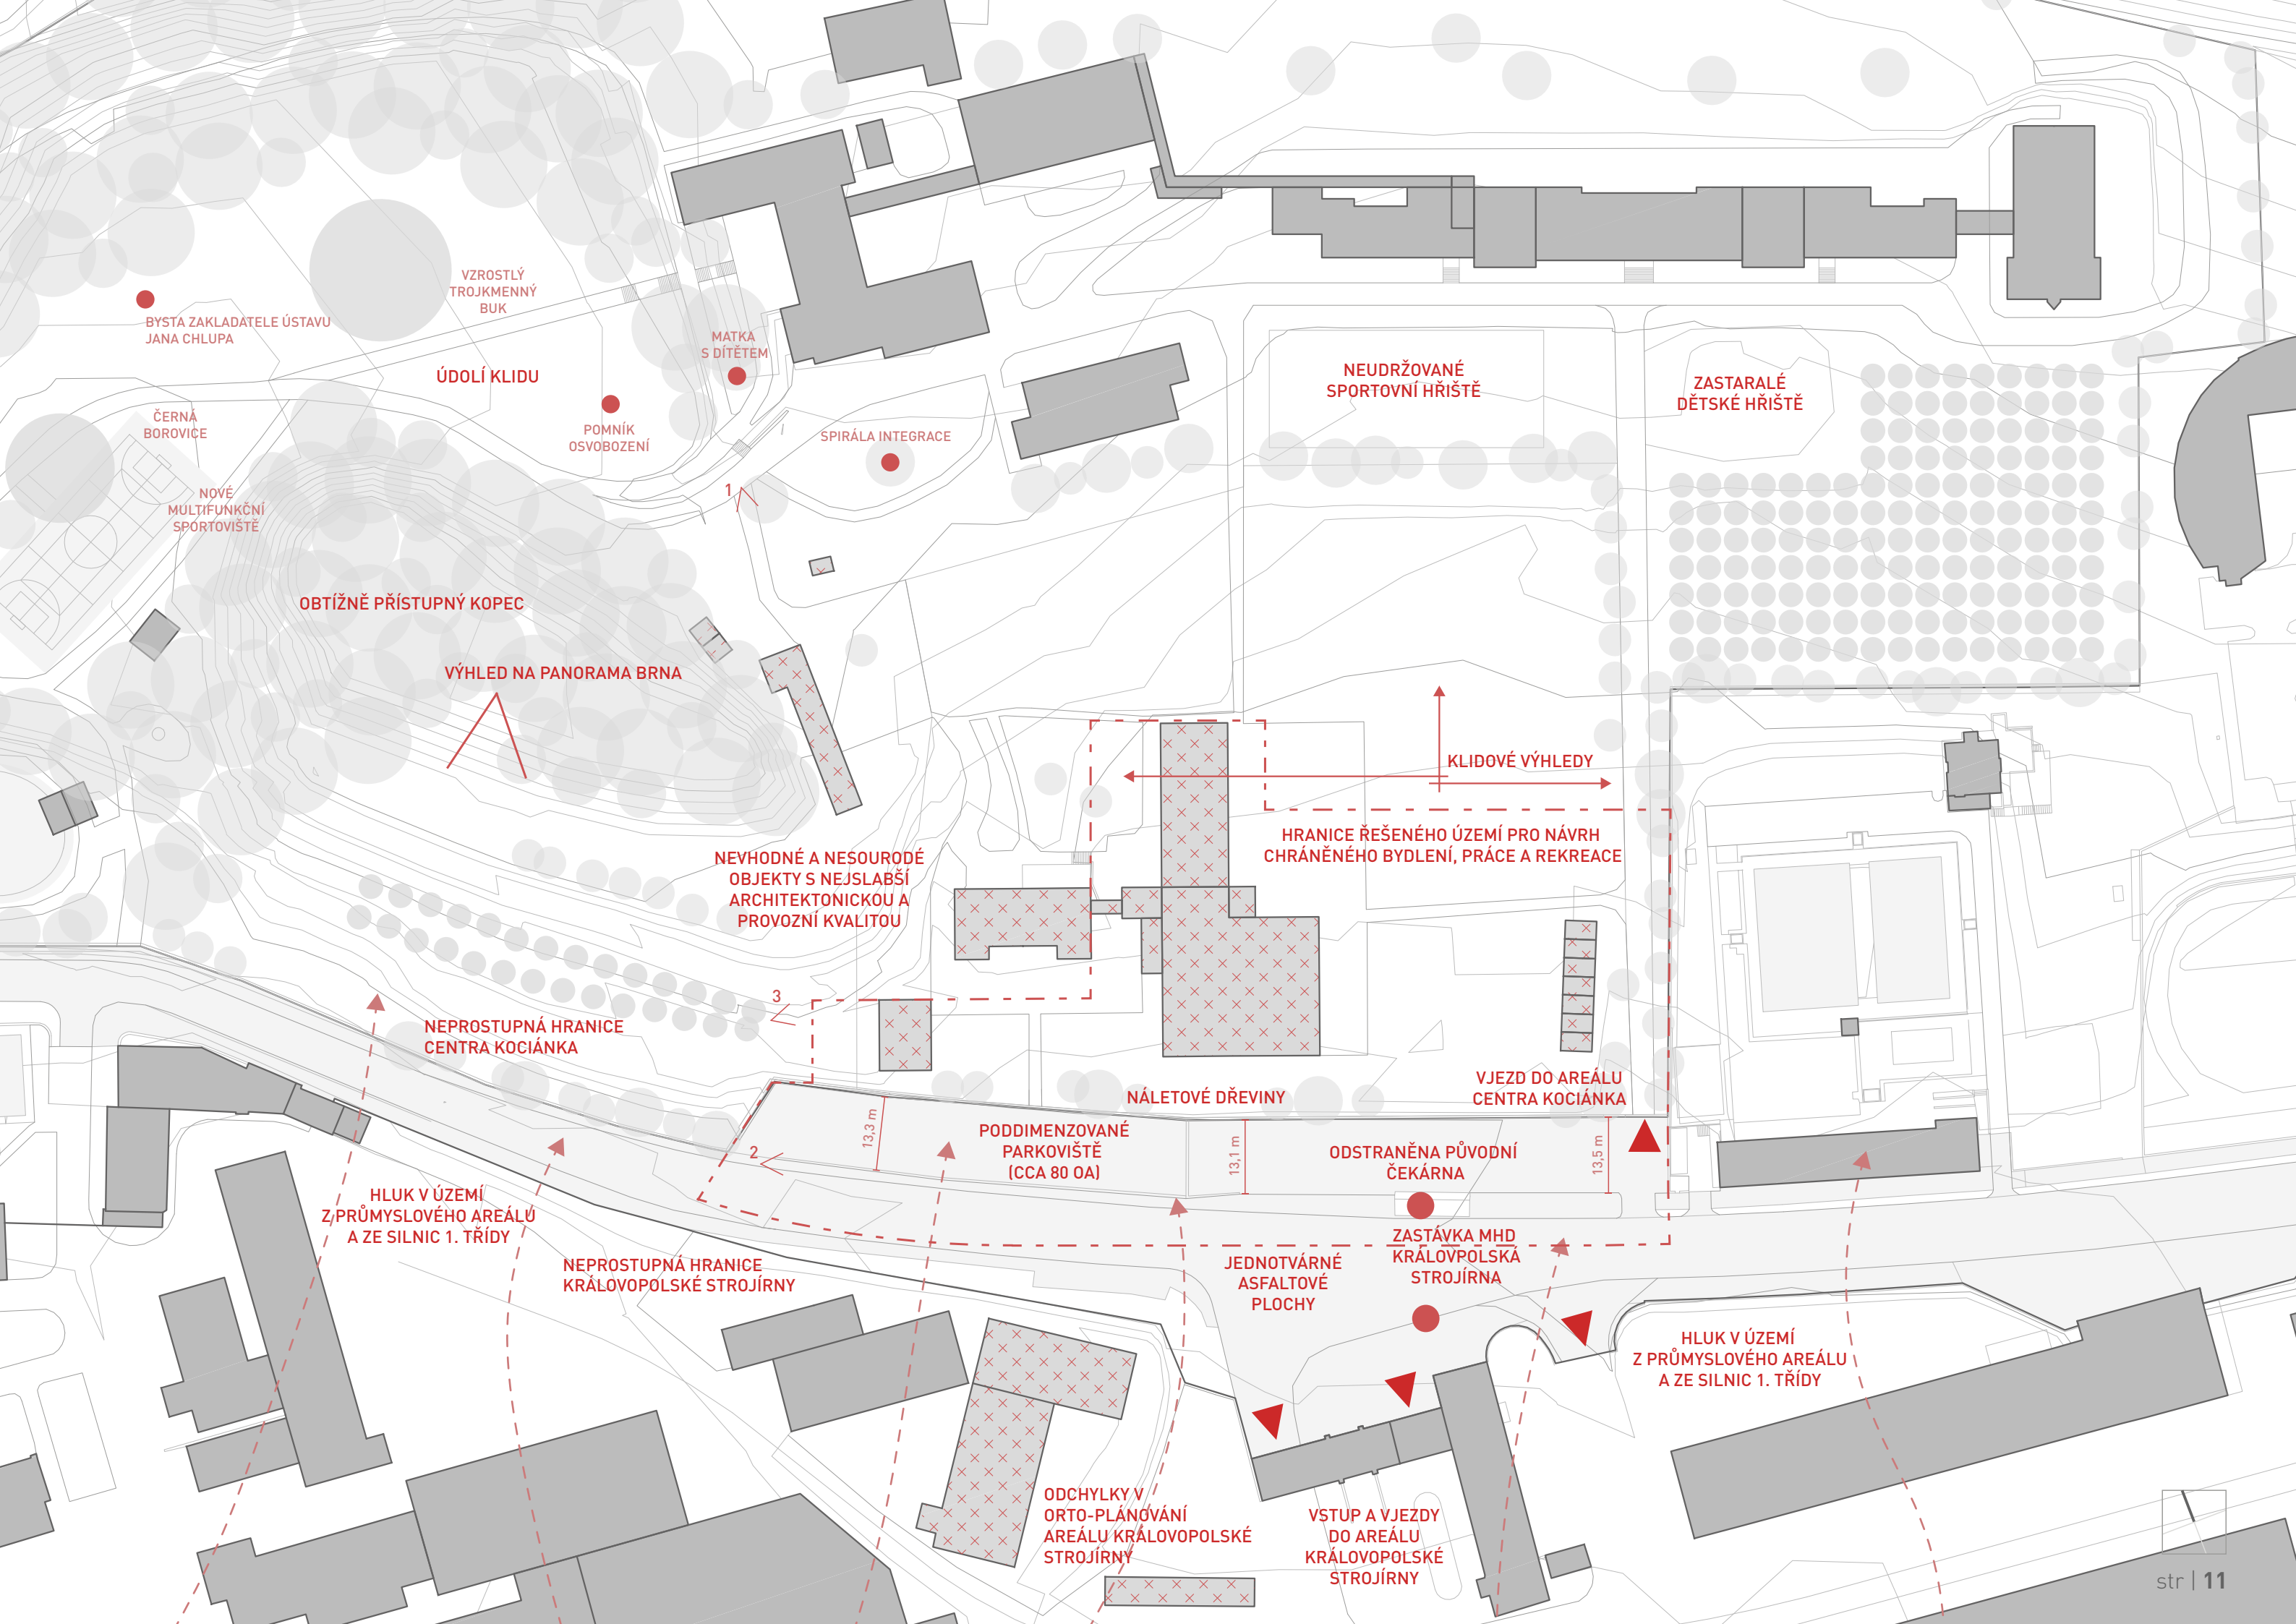 VZROSTLÝ
TROJKMENNÝ
BUK
BYSTA ZAKLADATELE ÚSTAVU
JANA CHLUPA
MATKA
S DÍTĚTEM
ÚDOLÍ KLIDU
NEUDRŽOVANÉ
SPORTOVNÍ HŘIŠTĚ
ZASTARALÉ
DĚTSKÉ HŘIŠTĚ
ČERNÁ
BOROVICE
POMNÍK
OSVOBOZENÍ
SPIRÁLA INTEGRACE
NOVÉ
MULTIFUNKČNÍ
SPORTOVIŠTĚ
1
OBTÍŽNĚ PŘÍSTUPNÝ KOPEC
VÝHLED NA PANORAMA BRNA
KLIDOVÉ VÝHLEDY
HRANICE ŘEŠENÉHO ÚZEMÍ PRO NÁVRH
CHRÁNĚNÉHO BYDLENÍ, PRÁCE A REKREACE
NEVHODNÉ A NESOURODÉ
OBJEKTY S NEJSLABŠÍ
ARCHITEKTONICKOU A
PROVOZNÍ KVALITOU
3
NEPROSTUPNÁ HRANICE
CENTRA KOCIÁNKA
NÁLETOVÉ DŘEVINY
VJEZD DO AREÁLU
CENTRA KOCIÁNKA
13,3 m
PODDIMENZOVANÉ
PARKOVIŠTĚ
(CCA 80 OA)
13,1 m
ODSTRANĚNA PŮVODNÍ
ČEKÁRNA
13,5 m
2
HLUK V ÚZEMÍ
Z PRŮMYSLOVÉHO AREÁLU
A ZE SILNIC 1. TŘÍDY
NEPROSTUPNÁ HRANICE
KRÁLOVOPOLSKÉ STROJÍRNY
JEDNOTVÁRNÉ
ASFALTOVÉ
PLOCHY
ZASTÁVKA MHD
KRÁLOVPOLSKÁ
STROJÍRNA
HLUK V ÚZEMÍ
Z PRŮMYSLOVÉHO AREÁLU
A ZE SILNIC 1. TŘÍDY
ODCHYLKY V
ORTO-PLÁNOVÁNÍ
AREÁLU KRÁLOVOPOLSKÉ
STROJÍRNY
VSTUP A VJEZDY
DO AREÁLU
KRÁLOVOPOLSKÉ
STROJÍRNY
str | 11